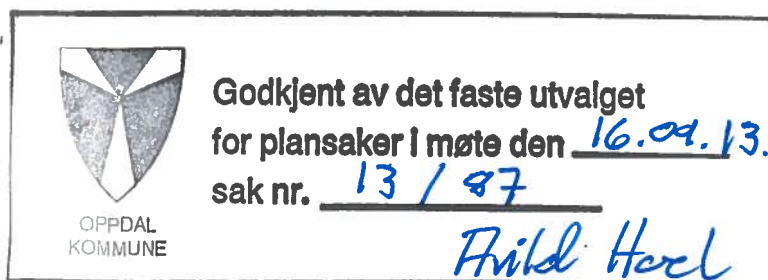 OPPDAL
KOMMUNE
Godkjent av det faste utvalget
for plansaker i møte den 16.09.13.
sak nr. 13 / 87